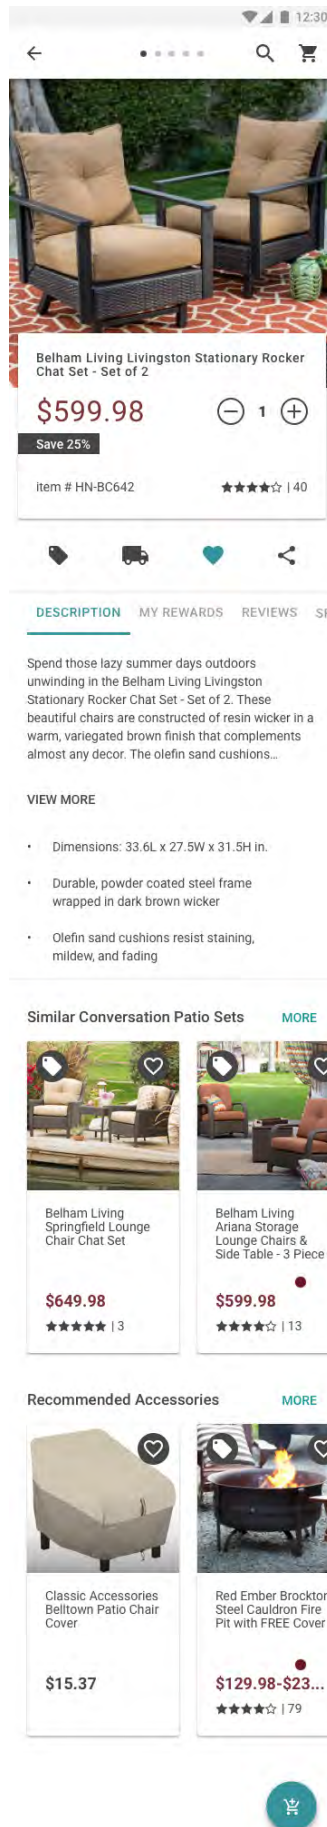 12:30
Belham Living Livingston Stationary Rocker
Chat Set - Set of 2
$599.98
1
Save 25%
item # HN-BC642
| 40
DESCRIPTION MY REWARDS REVIEWS
Spend those lazy summer days outdoors
unwinding in the Belham Living Livingston
Stationary Rocker Chat Set - Set of 2. These
beautiful chairs are constructed of resin wicker in a
warm, variegated brown finish that complements
almost any decor. The olefin sand cushions...
VIEW MORE
• Dimensions: 33.6L x 27.5W x 31.5H in.
• Durable, powder coated steel frame
wrapped in dark brown wicker
• Olefin sand cushions resist staining,
mildew, and fading
Similar Conversation Patio Sets MORE
Belham Living
Springfield Lounge
Chair Chat Set
$649.98
| 3
Belham Living
Ariana Storage
Lounge Chairs &
Side Table - 3 Piece
$599.98
| 13
Recommended Accessories MORE
Classic Accessories
Belltown Patio Chair
Cover
$15.37
Red Ember Brockton
Steel Cauldron Fire
Pit with FREE Cover
$129.98-$23...
| 79